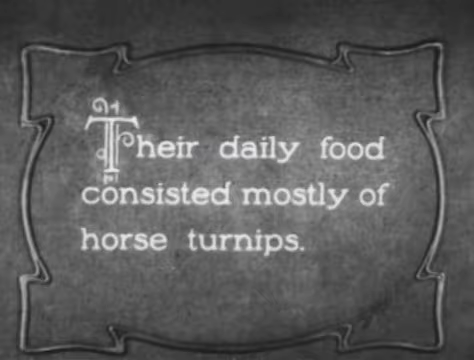 Their daily food
consisted mostly of
horse turnips.